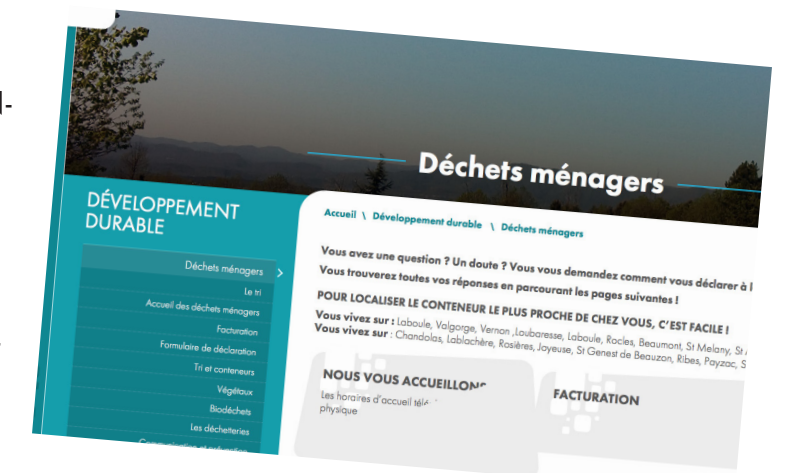 Déchets ménagers
DÉVELOPPEMENT
DURABLE
Déchets ménagers
Le tri
Accueil des déchets ménagers
Facturation
Formulaire de déclaration
Tri et conteneurs
Végétaux
Biodéchets
Les déchetteries
Accueil \ Développement durable \ Déchets ménagers
Vous avez une question ? Un doute ? Vous vous demandez comment vous déclarer à
Vous trouverez toutes vos réponses en parcourant les pages suivantes !
POUR LOCALISER LE CONTENEUR LE PLUS PROCHE DE CHEZ VOUS, C'EST FACILE !
Vous vivez sur : Laboule, Valgorge, Vernon ,Loubaresse, Laboule, Rocles, Beaumont, St Melany, St
Vous vivez sur : Chandolas, Lablachère, Rosières, Joyeuse, St Genest de Beauzon, Ribes, Payzac, S
NOUS VOUS
Les horaires d'accueil
physique
FACTURATION